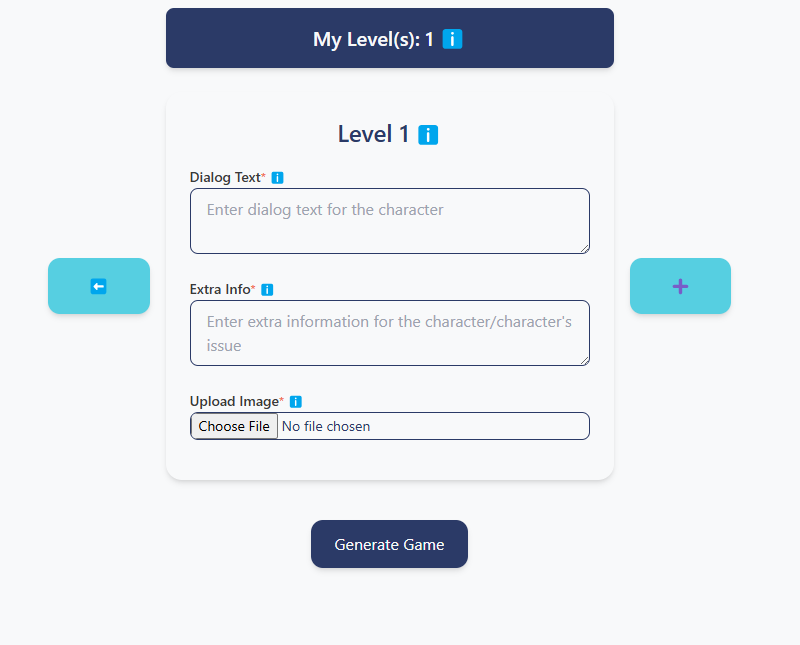 My Level(s): 1 ℹ️
Level 1 ℹ️
Dialog Text* ℹ️
Enter dialog text for the character
Extra Info* ℹ️
Enter extra information for the character/character's
issue
Upload Image* ℹ️
Choose File No file chosen
Generate Game